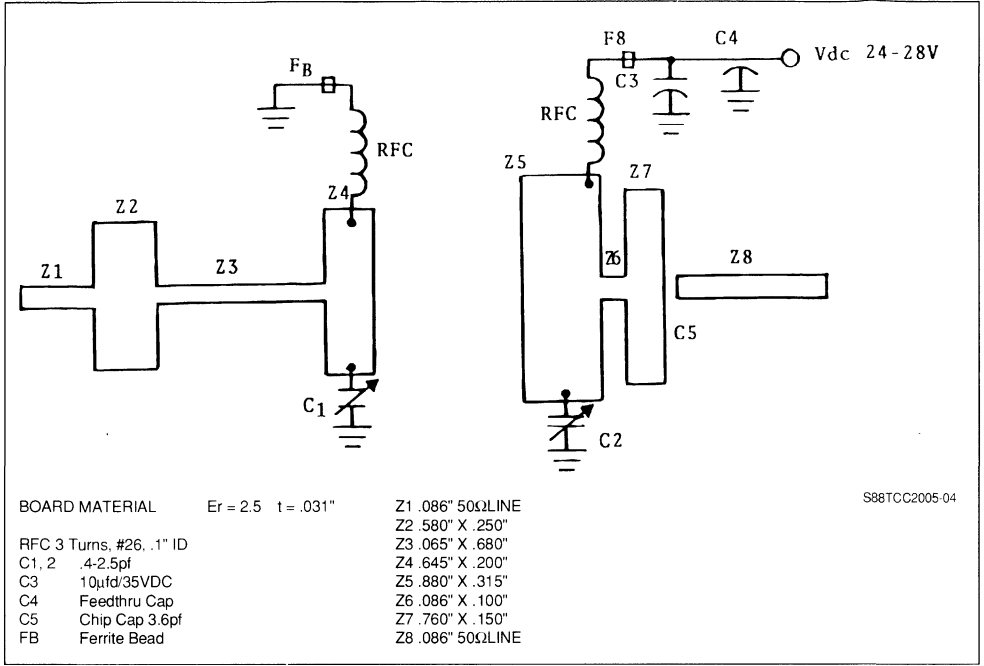 F8
C4
Vdc 24-28V
FB
C3
RFC
RFC
Z5
Z7
Z4
Z2
Z1
Z3
Z6
Z8
C5
C1
C2
S88TCC2005-04
BOARD MATERIAL Er = 2.5 t = .031"
RFC 3 Turns, #26, .1" ID
C1, 2 .4-2.5pf
C3 10µfd/35VDC
C4 Feedthru Cap
C5 Chip Cap 3.6pf
FB Ferrite Bead
Z1 .086" 50ΩLINE
Z2 .580" X .250"
Z3 .065" X .680"
Z4 .645" X .200"
Z5 .880" X .315"
Z6 .086" X .100"
Z7 .760" X .150"
Z8 .086" 50ΩLINE